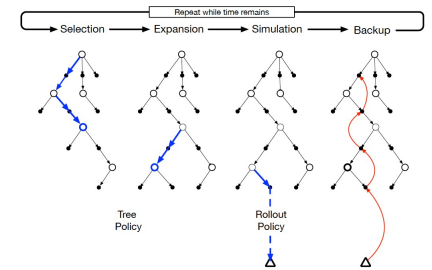 Repeat while time remains
Selection
Expansion
Simulation
Backup
Tree
Policy
Rollout
Policy